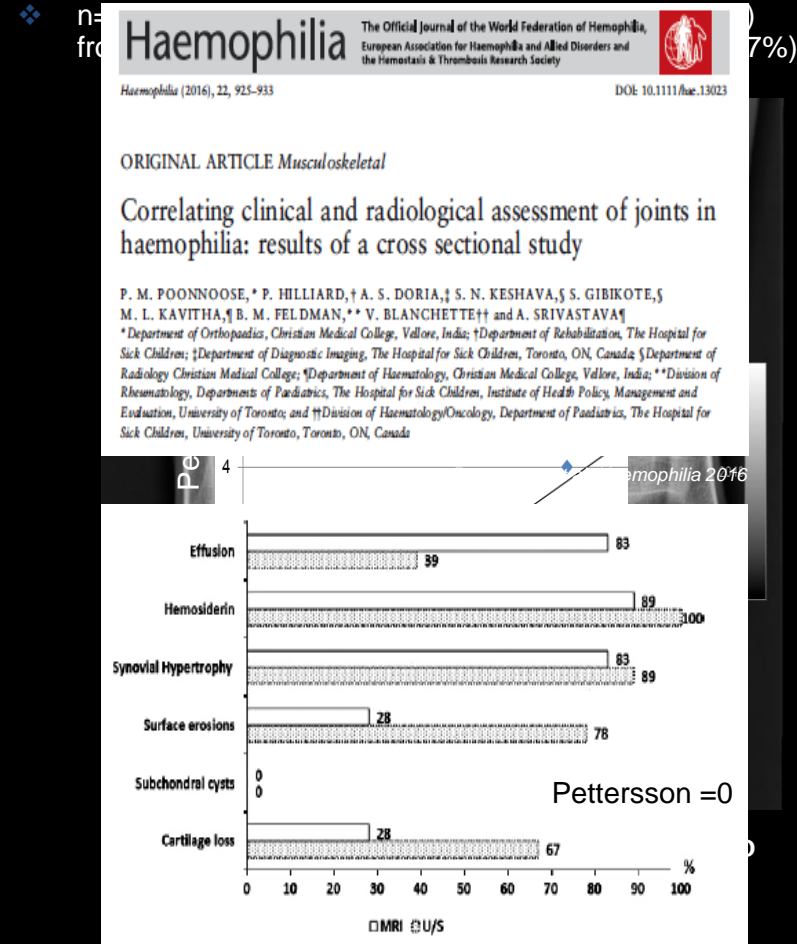 ❖ n= )
fro 7%)
Haemophilia
The Official Journal of the World Federation of Hemophilia,
European Association for Haemophilia and Allied Disorders and
the Hemostasis & Thrombosis Research Society
Haemophilia (2016), 22, 925–933
DOI: 10.1111/hae.13023
ORIGINAL ARTICLE Musculoskeletal
Correlating clinical and radiological assessment of joints in
haemophilia: results of a cross sectional study
P. M. POONNOOSE,* P. HILLIARD,† A. S. DORIA,‡ S. N. KESHAVA,§ S. GIBIKOTE,§
M. L. KAVITHA,¶ B. M. FELDMAN,** V. BLANCHETTE†† and A. SRIVASTAVA¶
*Department of Orthopaedics, Christian Medical College, Vellore, India; †Department of Rehabilitation, The Hospital for
Sick Children; ‡Department of Diagnostic Imaging, The Hospital for Sick Children, Toronto, ON, Canada; §Department of
Radiology Christian Medical College; ¶Department of Haematology, Christian Medical College, Vellore, India; **Division of
Rheumatology, Departments of Paediatrics, The Hospital for Sick Children, Institute of Health Policy, Management and
Evaluation, University of Toronto; and ††Division of Haematology/Oncology, Department of Paediatrics, The Hospital for
Sick Children, University of Toronto, Toronto, ON, Canada
Pe
4
emophilia 2016
Effusion
83
39
Hemosiderin
89
100
Synovial Hypertrophy
83
89
Surface erosions
28
78
Subchondral cysts
0
0
Pettersson =0
Cartilage loss
28
67
%
0 10 20 30 40 50 60 70 80 90 100
MRI U/S